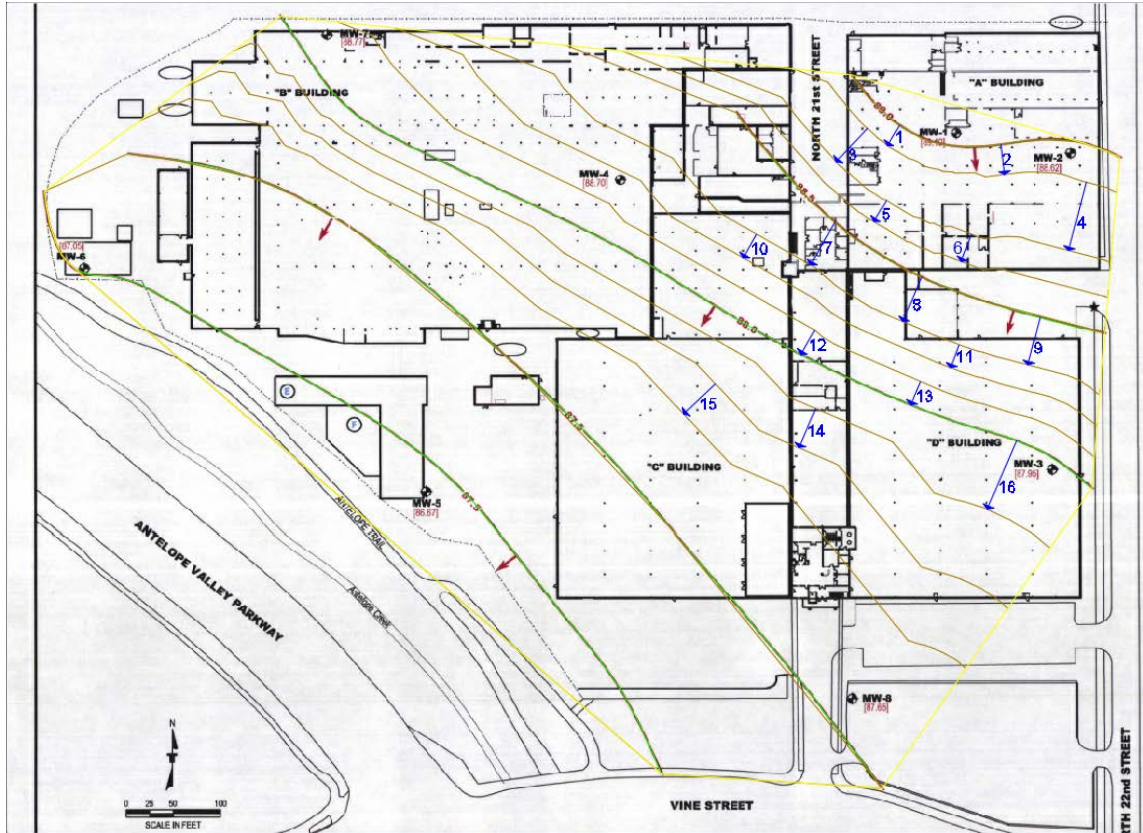 MW-7
[88.77]
"B" BUILDING
NORTH 21st STREET
"A" BUILDING
89.0
MW-1
[89.10]
MW-2
[88.62]
1
2
3
4
MW-4
[88.70]
88.5
5
6
7
10
[87.05]
MW-6
8
9
88.0
12
11
13
15
14
16
E
F
87.5
"C" BUILDING
"D" BUILDING
MW-3
[87.95]
MW-5
[86.67]
87.5
ANTELOPE TRAIL
Antelope Creek
ANTELOPE VALLEY PARKWAY
MW-8
[87.65]
N
0 25 50 100
SCALE IN FEET
VINE STREET
TH 22nd STREET